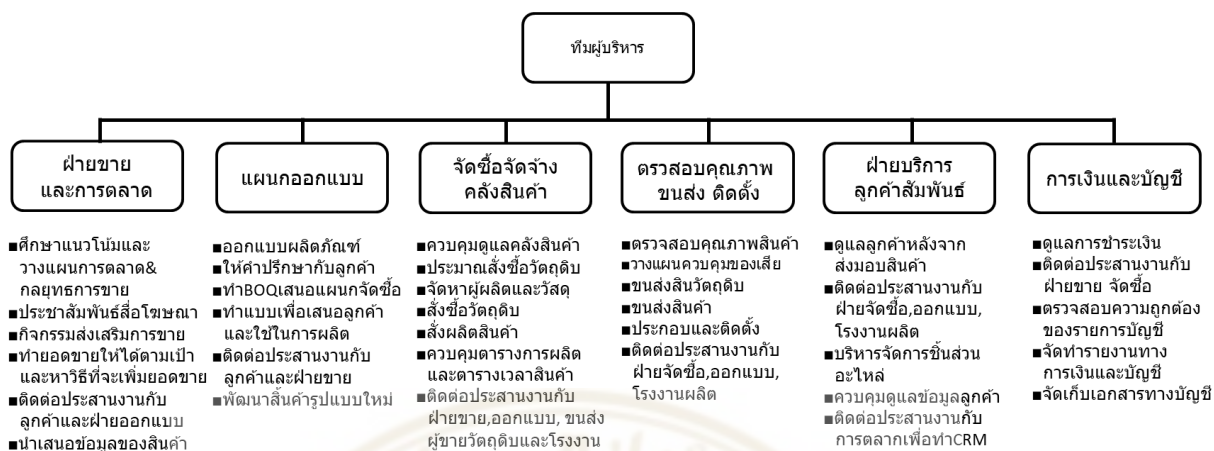 ทีมผู้บริหาร
ฝ่ายขาย
และการตลาด
■ศึกษาแนวโน้มและ
วางแผนการตลาด&
กลยุทธการขาย
■ประชาสัมพันธ์สื่อโฆษณา
■กิจกรรมส่งเสริมการขาย
■ทำยอดขายให้ได้ตามเป้า
และหาวิธีที่จะเพิ่มยอดขาย
■ติดต่อประสานงานกับ
ลูกค้าและฝ่ายออกแบบ
■นำเสนอข้อมูลของสินค้า
แผนกออกแบบ
■ออกแบบผลิตภัณฑ์
■ให้คำปรึกษากับลูกค้า
■ทำBOQเสนอแผนกจัดซื้อ
■ทำแบบเพื่อเสนอลูกค้า
และใช้ในการผลิต
■ติดต่อประสานงานกับ
ลูกค้าและฝ่ายขาย
■พัฒนาสิ้นค้ารูปแบบใหม่
จัดซื้อจัดจ้าง
คลังสินค้า
■ควบคุมดูแลคลังสินค้า
■ประมาณสั่งซื้อวัตถุดิบ
■จัดหาผู้ผลิตและวัสดุ
■สั่งซื้อวัตถุดิบ
■สั่งผลิตสินค้า
■ควบคุมตารางการผลิต
และตารางเวลาสินค้า
■ติดต่อประสานงานกับ
ฝ่ายขาย,ออกแบบ, ขนส่ง
ผู้ขายวัตถุดิบและโรงงาน
ตรวสอบคุณภาพ
ขนส่ง ติดตั้ง
■ตรวจสอบคุณภาพสินค้า
■วางแผนควบคุมของเสีย
■ขนส่งสินวัตถุดิบ
■ขนส่งสินค้า
■ประกอบและติดตั้ง
■ติดต่อประสานงานกับ
ฝ่ายจัดซื้อ,ออกแบบ,
โรงงานผลิต
ฝ่ายบริการ
ลูกค้าสัมพันธ์
■ดูแลลูกค้าหลังจาก
ส่งมอบสินค้า
■ติดต่อประสานงานกับ
ฝ่ายจัดซื้อ,ออกแบบ,
โรงงานผลิต
■บริหารจัดการชิ้นส่วน
อะไหล่
■ควบคุมดูแลข้อมูลลูกค้า
■ติดต่อประสานงานกับ
การตลากเพื่อทำCRM
การเงินและบัญชี
■ดูแลการชำระเงิน
■ติดต่อประสานงานกับ
ฝ่ายขาย จัดซื้อ
■ตรวจสอบความถูกต้อง
ของรายการบัญชี
■จัดทำรายงานทาง
การเงินและบัญชี
■จัดเก็บเอกสารทางบัญชี